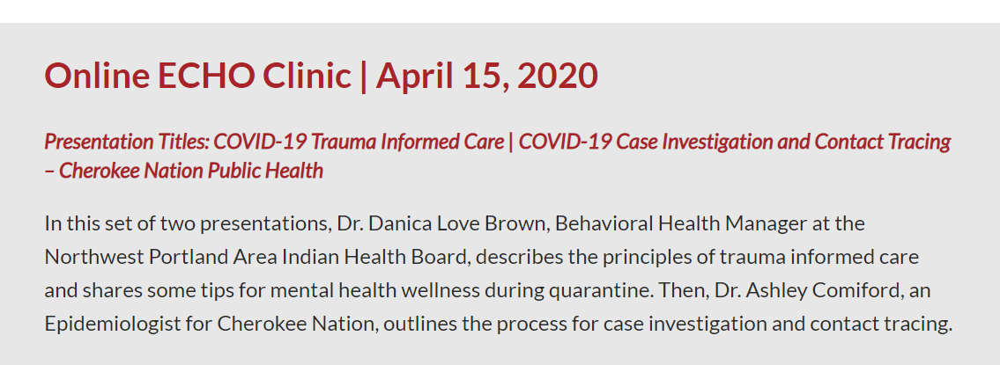 Online ECHO Clinic | April 15, 2020
Presentation Titles: COVID-19 Trauma Informed Care | COVID-19 Case Investigation and Contact Tracing
– Cherokee Nation Public Health
In this set of two presentations, Dr. Danica Love Brown, Behavioral Health Manager at the
Northwest Portland Area Indian Health Board, describes the principles of trauma informed care
and shares some tips for mental health wellness during quarantine. Then, Dr. Ashley Comiford, an
Epidemiologist for Cherokee Nation, outlines the process for case investigation and contact tracing.